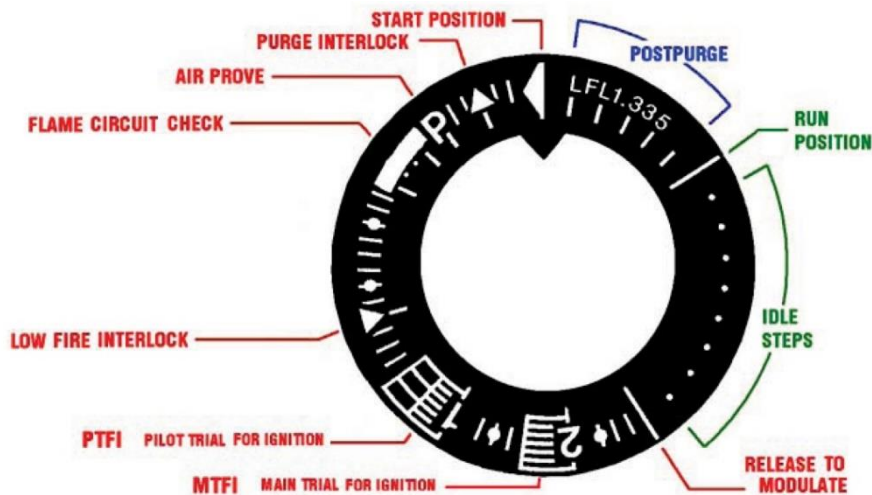 START POSITION
PURGE INTERLOCK
AIR PROVE
FLAME CIRCUIT CHECK
POSTPURGE
LFL1.335
P
RUN
POSITION
IDLE
STEPS
LOW FIRE INTERLOCK
1
2
PTFI PILOT TRIAL FOR IGNITION
MTFI MAIN TRIAL FOR IGNITION
RELEASE TO
MODULATE